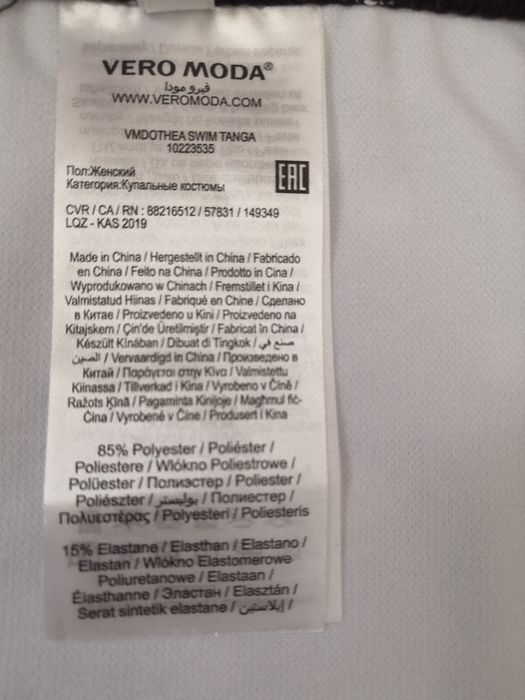 VERO MODA®
فيرو مودا
WWW.VEROMODA.COM
VMDOTHEA SWIM TANGA
10223535
Пол:Женский
Категория:Купальные костюмы
EAC
CVR / CA / RN : 88216512 / 57831 / 149349
LQZ - KAS 2019
Made in China / Hergestellt in China / Fabricado
en China / Feito na China / Prodotto in Cina /
Wyprodukowano w Chinach / Fremstillet i Kina /
Valmistatud Hiinas / Fabriqué en Chine / Сделано
в Китае / Proizvedeno u Kini / Proizvedeno na
Kitajskem / Çin'de Üretilmiştir / Fabricat în China /
Készült Kínában / Dibuat di Tingkok / صنع في
الصين / Vervaardigd in China / Произведено в
Китай / Παράγεται στην Κίνα / Valmistettu
Kiinassa / Tillverkad i Kina / Vyrobeno v Číně /
Ražots Ķīnā / Pagaminta Kinijoje / Maghmul fiċ-
Ċina / Vyrobené v Číne / Produsert i Kina
85% Polyester / Poliéster /
Poliestere / Włókno Poliestrowe /
Polüester / Полиэстер / Poliester /
Poliészter / بوليستر / Полиестер /
Πολυεστέρας / Polyesteri / Poliesteris
15% Elastane / Elasthan / Elastano /
Elastan / Włókno Elastomerowe
Poliuretanowe / Elastaan /
Élasthanne / Эластан / Elasztán /
Serat sintetik elastane / إيلاستين /